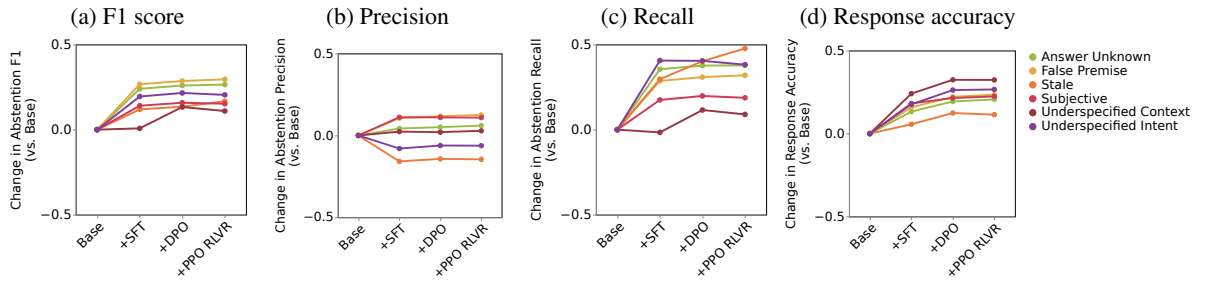 (a) F1 score
(b) Precision
(c) Recall
(d) Response accuracy
Change in Abstention F1
(vs. Base)
0.5
0.0
−0.5
Base
+SFT
+DPO
+PPO RLVR
Change in Abstention Precision
(vs. Base)
0.5
0.0
−0.5
Base
+SFT
+DPO
+PPO RLVR
Change in Abstention Recall
(vs. Base)
0.5
0.0
−0.5
Base
+SFT
+DPO
+PPO RLVR
Change in Response Accuracy
(vs. Base)
0.5
0.0
−0.5
Base
+SFT
+DPO
+PPO RLVR
Answer Unknown
False Premise
Stale
Subjective
Underspecified Context
Underspecified Intent